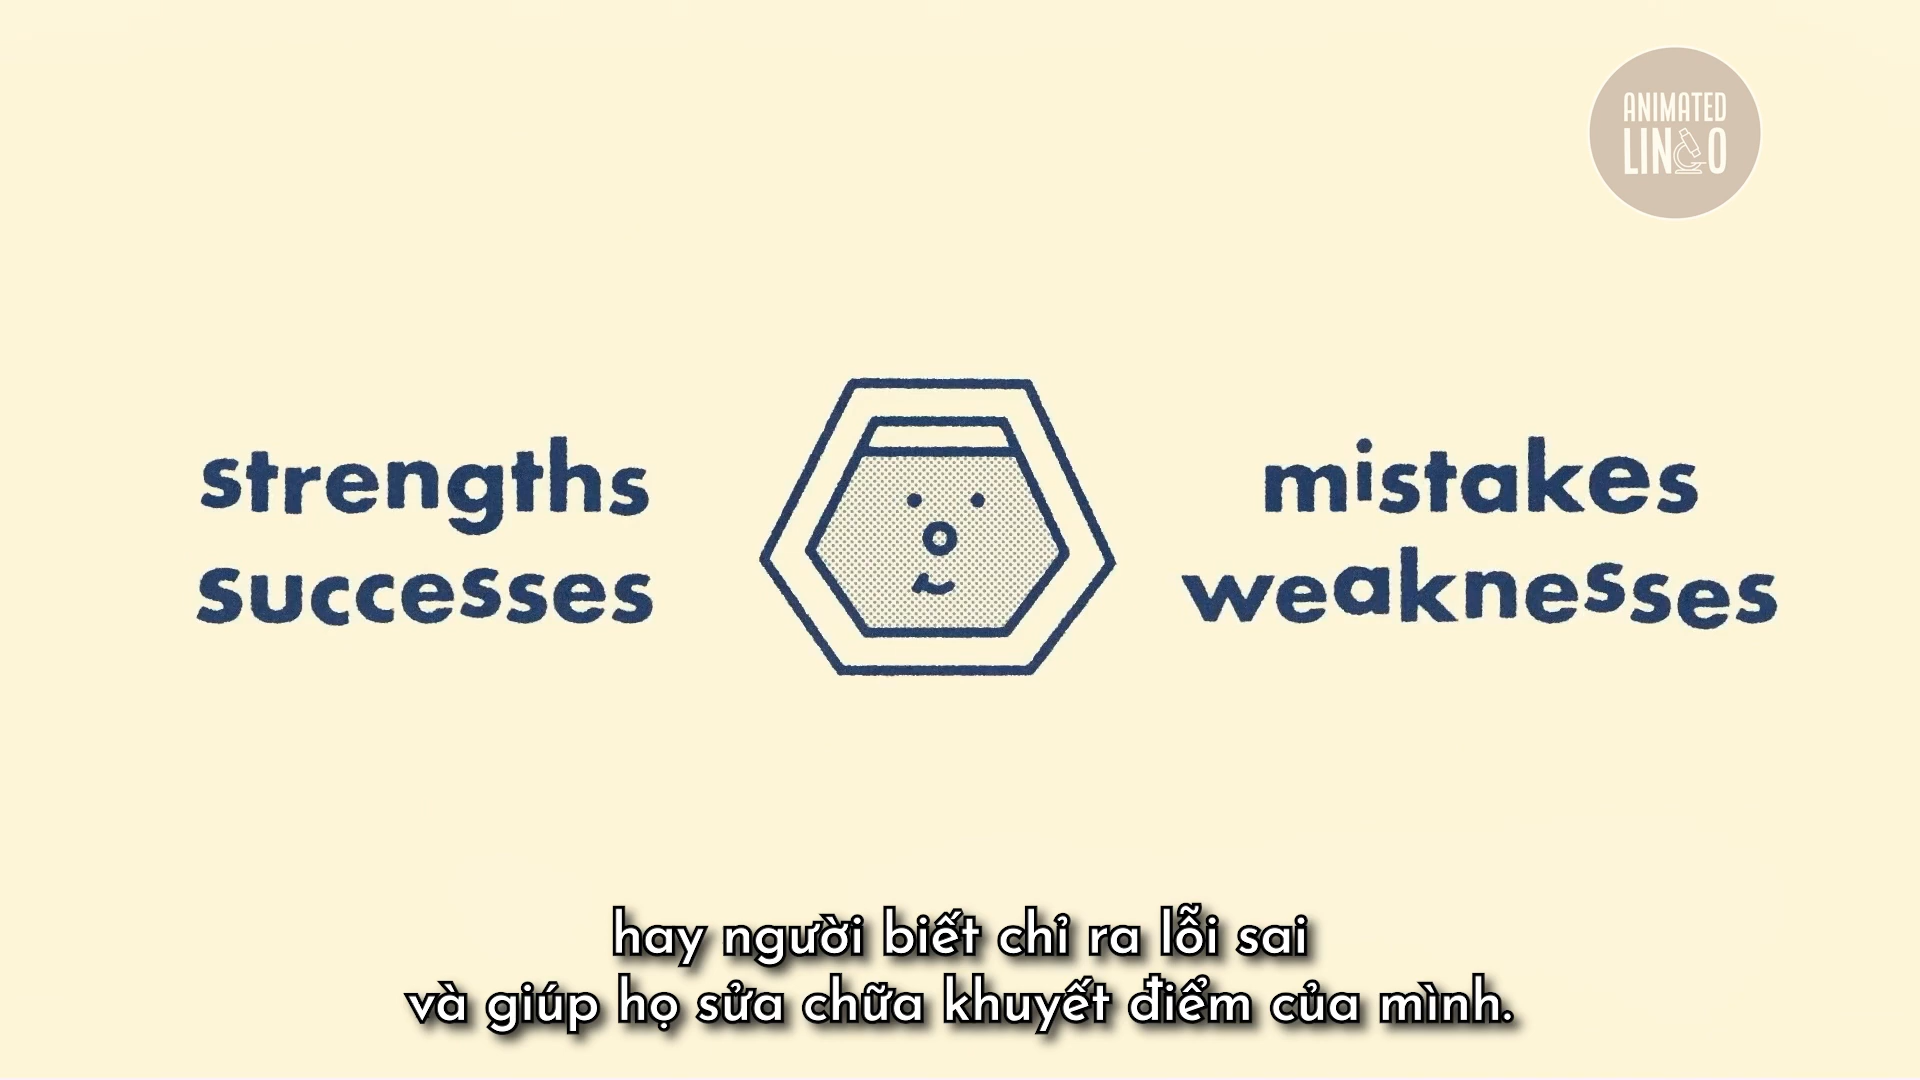 ANIMATED
LINGO
strengths
successes
mistakes
weaknesses
hay người biết chỉ ra lỗi sai
và giúp họ sửa chữa khuyết điểm của mình.